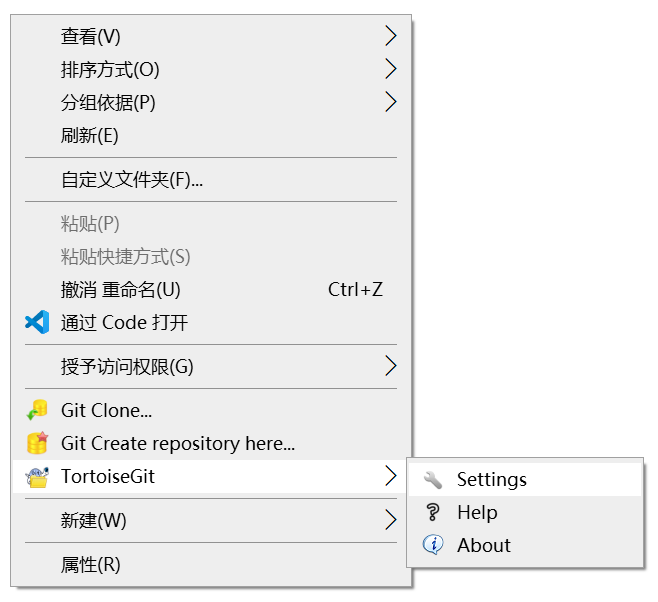 查看(V)
排序方式(O)
分组依据(P)
刷新(E)
自定义文件夹(F)...
粘贴(P)
粘贴快捷方式(S)
撤消 重命名(U) Ctrl+Z
通过 Code 打开
授予访问权限(G)
Git Clone...
Git Create repository here...
TortoiseGit
新建(W)
属性(R)
Settings
Help
About